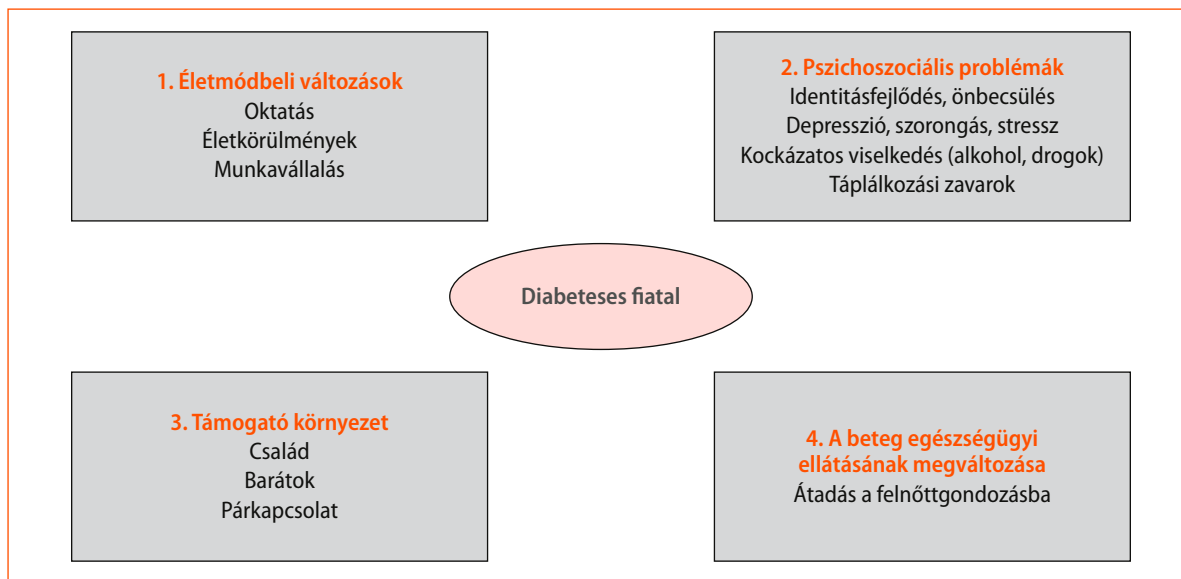 1. Életmódbeli változások
Oktatás
Életkörülmények
Munkavállalás
2. Pszichoszociális problémák
Identitásfejlődés, önbecsülés
Depresszió, szorongás, stressz
Kockázatos viselkedés (alkohol, drogok)
Táplálkozási zavarok
Diabeteses fiatal
3. Támogató környezet
Család
Barátok
Párkapcsolat
4. A beteg egészségügyi
ellátásának megváltozása
Átadás a felnőttgondozásba